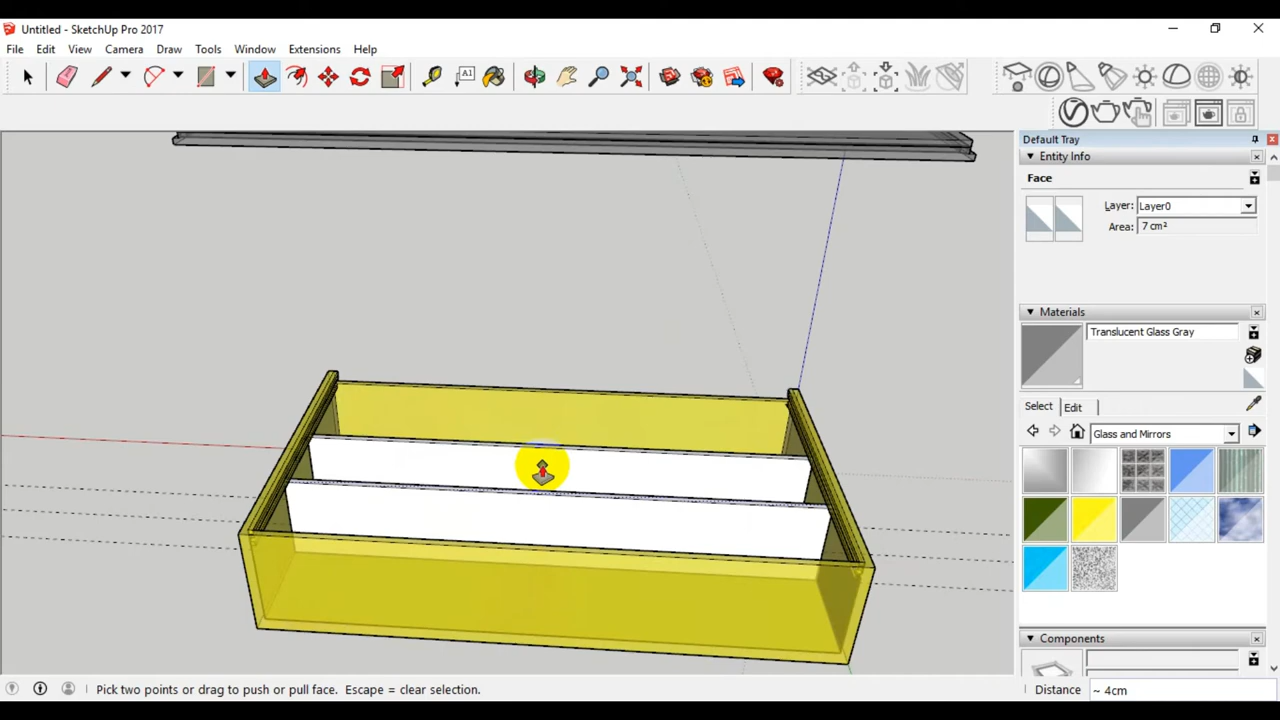 Untitled - SketchUp Pro 2017
File Edit View Camera Draw Tools Window Extensions Help
A1
Default Tray
Entity Info
Face
Layer: Layer0
Area: 7 cm²
Materials
Translucent Glass Gray
Select Edit
Glass and Mirrors
Components
Pick two points or drag to push or pull face. Escape = clear selection.
Distance ~ 4cm